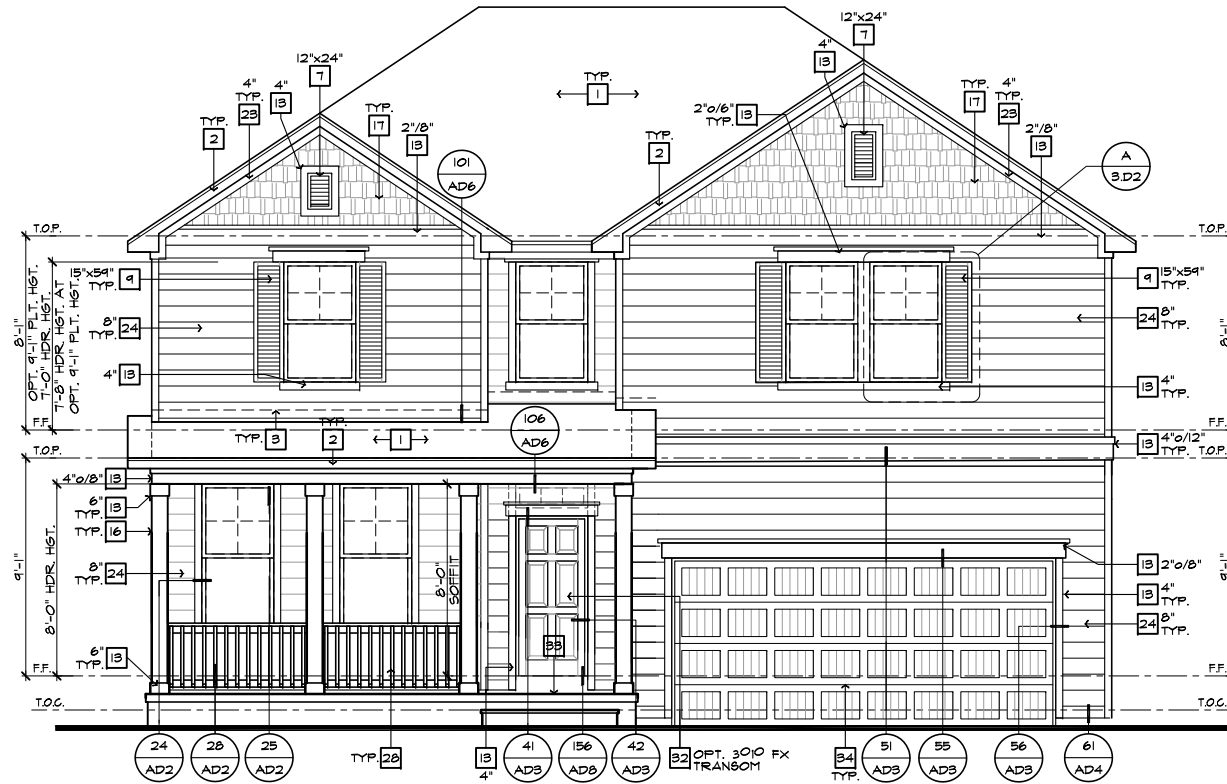 12"x24"
7
4"
13
12"x24"
7
4"
TYP.
23
4"
13
TYP.
1
TYP.
2
TYP.
17
2"/8"
13
2"o/6"
TYP.
13
TYP.
2
TYP.
17
4"
TYP.
23
2"/8"
13
101
AD6
A
3.D2
T.O.P.
T.O.P.
15"x59"
TYP.
9
9
15"x59"
TYP.
8"
TYP.
24
24
8"
TYP.
8'-1"
OPT. 9'-1" PLT. HGT.
7'-0" HDR. HGT.
7'-8" HDR. HGT. AT
OPT. 9'-1" PLT. HGT.
8'-1"
4"
13
13
4"
TYP.
F.F.
F.F.
TYP.
3
TYP.
2
1
106
AD6
13
4"o/12"
TYP.
T.O.P.
T.O.P.
4"o/8"
13
6"
TYP.
13
TYP.
16
9'-1"
8'-0" HDR. HGT.
8'-0"
SOFFIT
9'-1"
8"
TYP.
24
13
2"o/8"
13
4"
TYP.
24
8"
TYP.
33
6"
TYP.
13
F.F.
F.F.
T.O.C.
T.O.C.
24
AD2
28
AD2
25
AD2
TYP.
28
13
4"
41
AD3
156
AD8
42
AD3
32
OPT. 3010 FX
TRANSOM
34
TYP.
51
AD3
55
AD3
56
AD3
61
AD4